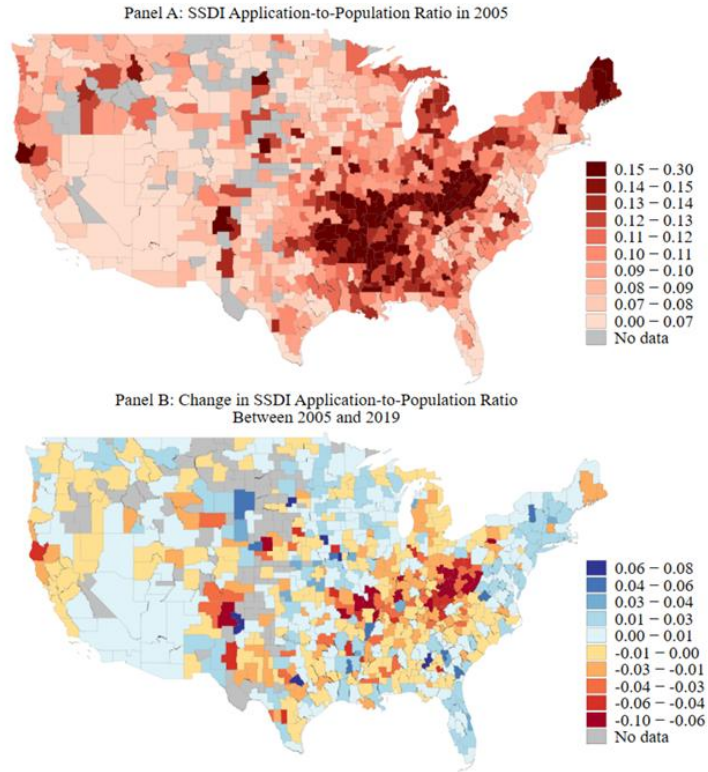 Panel A: SSDI Application-to-Population Ratio in 2005
0.15 − 0.30
0.14 − 0.15
0.13 − 0.14
0.12 − 0.13
0.11 − 0.12
0.10 − 0.11
0.09 − 0.10
0.08 − 0.09
0.07 − 0.08
0.00 − 0.07
No data
Panel B: Change in SSDI Application-to-Population Ratio
Between 2005 and 2019
0.06 − 0.08
0.04 − 0.06
0.03 − 0.04
0.01 − 0.03
0.00 − 0.01
-0.01 − 0.00
-0.03 − -0.01
-0.04 − -0.03
-0.06 − -0.04
-0.10 − -0.06
No data